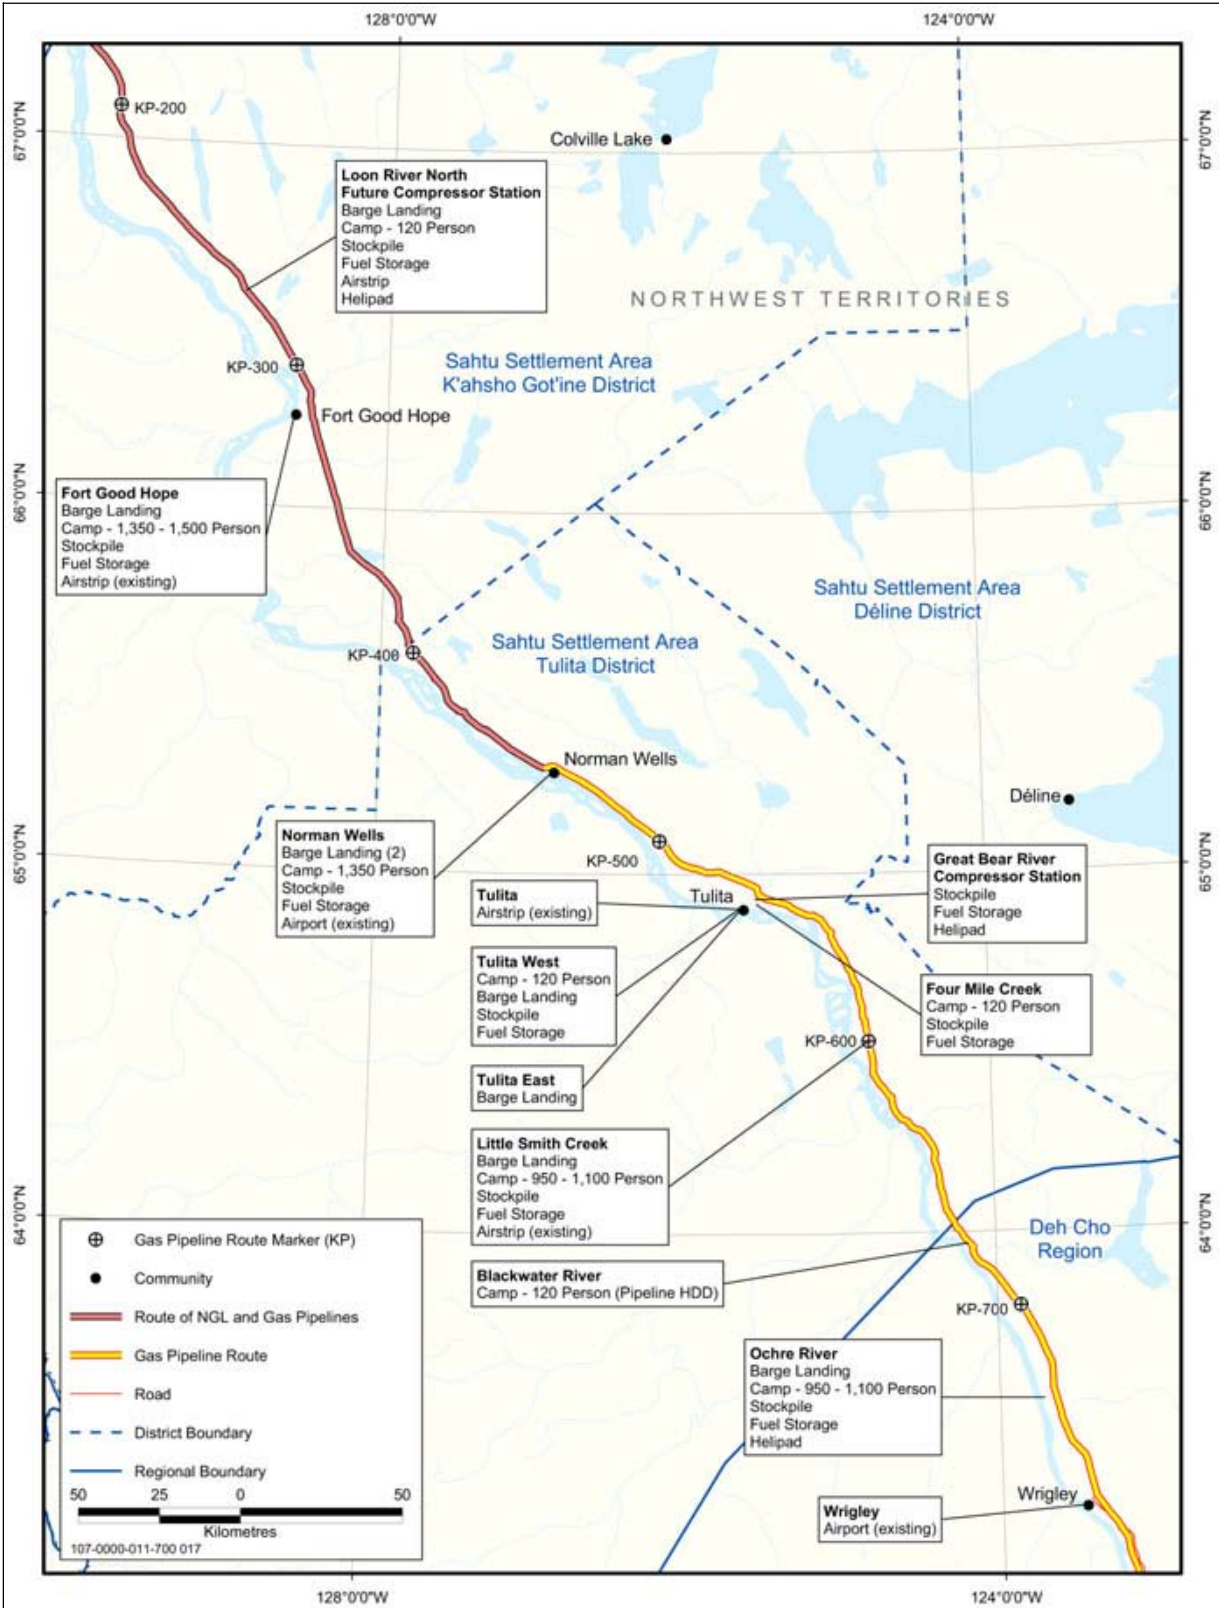 128°0'0"W
124°0'0"W
67°0'0"N
67°0'0"N
KP-200
Colville Lake
Loon River North
Future Compressor Station
Barge Landing
Camp - 120 Person
Stockpile
Fuel Storage
Airstrip
Helipad
NORTHWEST TERRITORIES
KP-300
Sahtu Settlement Area
K'ahsho Got'ine District
Fort Good Hope
66°0'0"N
66°0'0"N
Fort Good Hope
Barge Landing
Camp - 1,350 - 1,500 Person
Stockpile
Fuel Storage
Airstrip (existing)
Sahtu Settlement Area
Déline District
Sahtu Settlement Area
Tulita District
KP-400
Norman Wells
Déline
65°0'0"N
65°0'0"N
Norman Wells
Barge Landing (2)
Camp - 1,350 Person
Stockpile
Fuel Storage
Airport (existing)
KP-500
Great Bear River
Compressor Station
Stockpile
Fuel Storage
Helipad
Tulita
Airstrip (existing)
Tulita
Tulita West
Camp - 120 Person
Barge Landing
Stockpile
Fuel Storage
Four Mile Creek
Camp - 120 Person
Stockpile
Fuel Storage
KP-600
Tulita East
Barge Landing
Little Smith Creek
Barge Landing
Camp - 950 - 1,100 Person
Stockpile
Fuel Storage
Airstrip (existing)
64°0'0"N
64°0'0"N
Deh Cho
Region
Blackwater River
Camp - 120 Person (Pipeline HDD)
KP-700
Ochre River
Barge Landing
Camp - 950 - 1,100 Person
Stockpile
Fuel Storage
Helipad
Wrigley
Wrigley
Airport (existing)
Gas Pipeline Route Marker (KP)
Community
Route of NGL and Gas Pipelines
Gas Pipeline Route
Road
District Boundary
Regional Boundary
50 25 0 50
Kilometres
107-0000-011-700 017
128°0'0"W
124°0'0"W